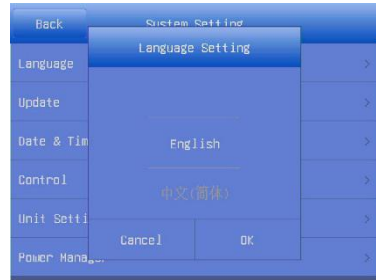 Back
System Setting
Language Setting
Language
Update
Date & Tim
English
Control
中文(简体)
Unit Setti
Cancel
OK
Power Manag